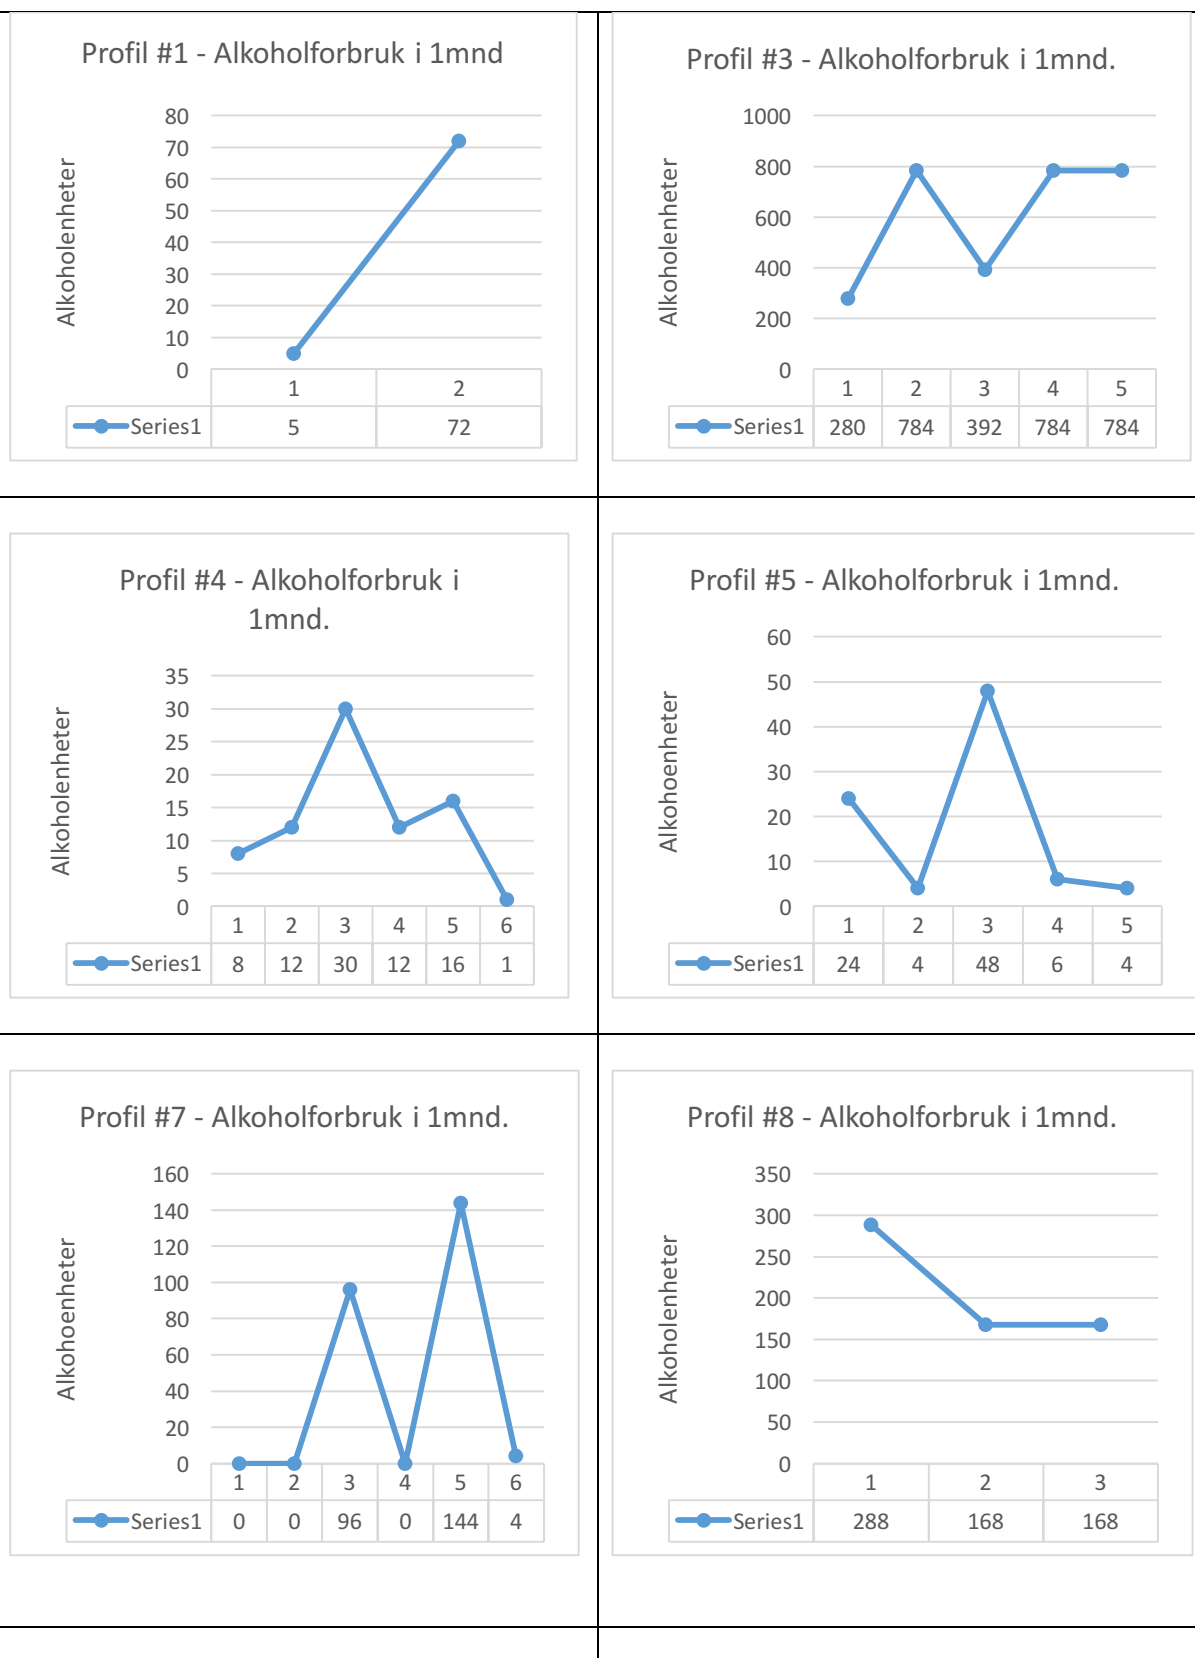 Profil #1 - Alkoholforbruk i 1mnd
Alkoholenheter
80
70
60
50
40
30
20
10
0
1 2
Series1 5 72
Profil #3 - Alkoholforbruk i 1mnd.
Alkoholenheter
1000
800
600
400
200
0
1 2 3 4 5
Series1 280 784 392 784 784
Profil #4 - Alkoholforbruk i
1mnd.
Alkoholenheter
35
30
25
20
15
10
5
0
1 2 3 4 5 6
Series1 8 12 30 12 16 1
Profil #5 - Alkoholforbruk i 1mnd.
Alkohoenheter
60
50
40
30
20
10
0
1 2 3 4 5
Series1 24 4 48 6 4
Profil #7 - Alkoholforbruk i 1mnd.
Alkohoenheter
160
140
120
100
80
60
40
20
0
1 2 3 4 5 6
Series1 0 0 96 0 144 4
Profil #8 - Alkoholforbruk i 1mnd.
Alkoholenheter
350
300
250
200
150
100
50
0
1 2 3
Series1 288 168 168